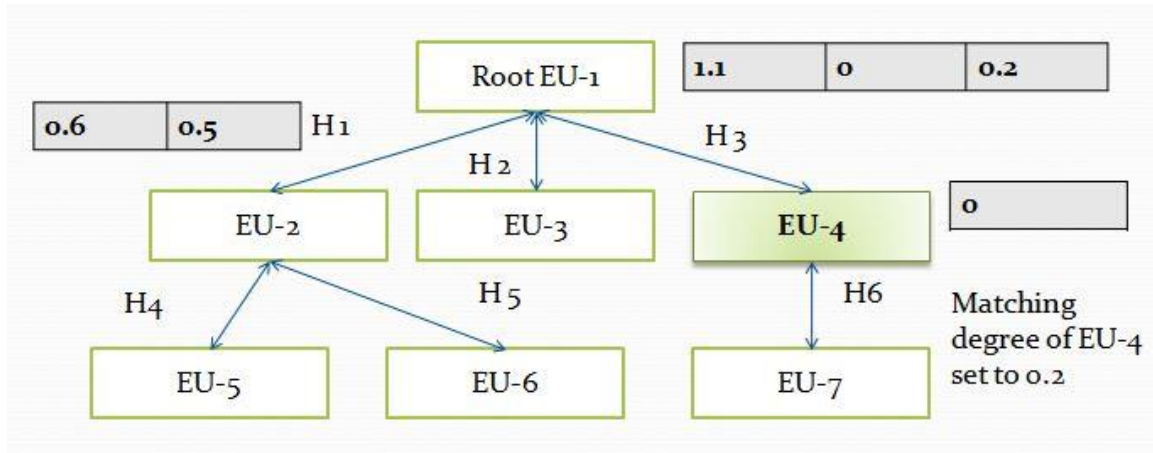 Root EU-1
1.1 0 0.2
0.6 0.5
H1
H2
H3
EU-2
EU-3
EU-4
0
H4
H5
H6
Matching
degree of EU-4
set to 0.2
EU-5
EU-6
EU-7